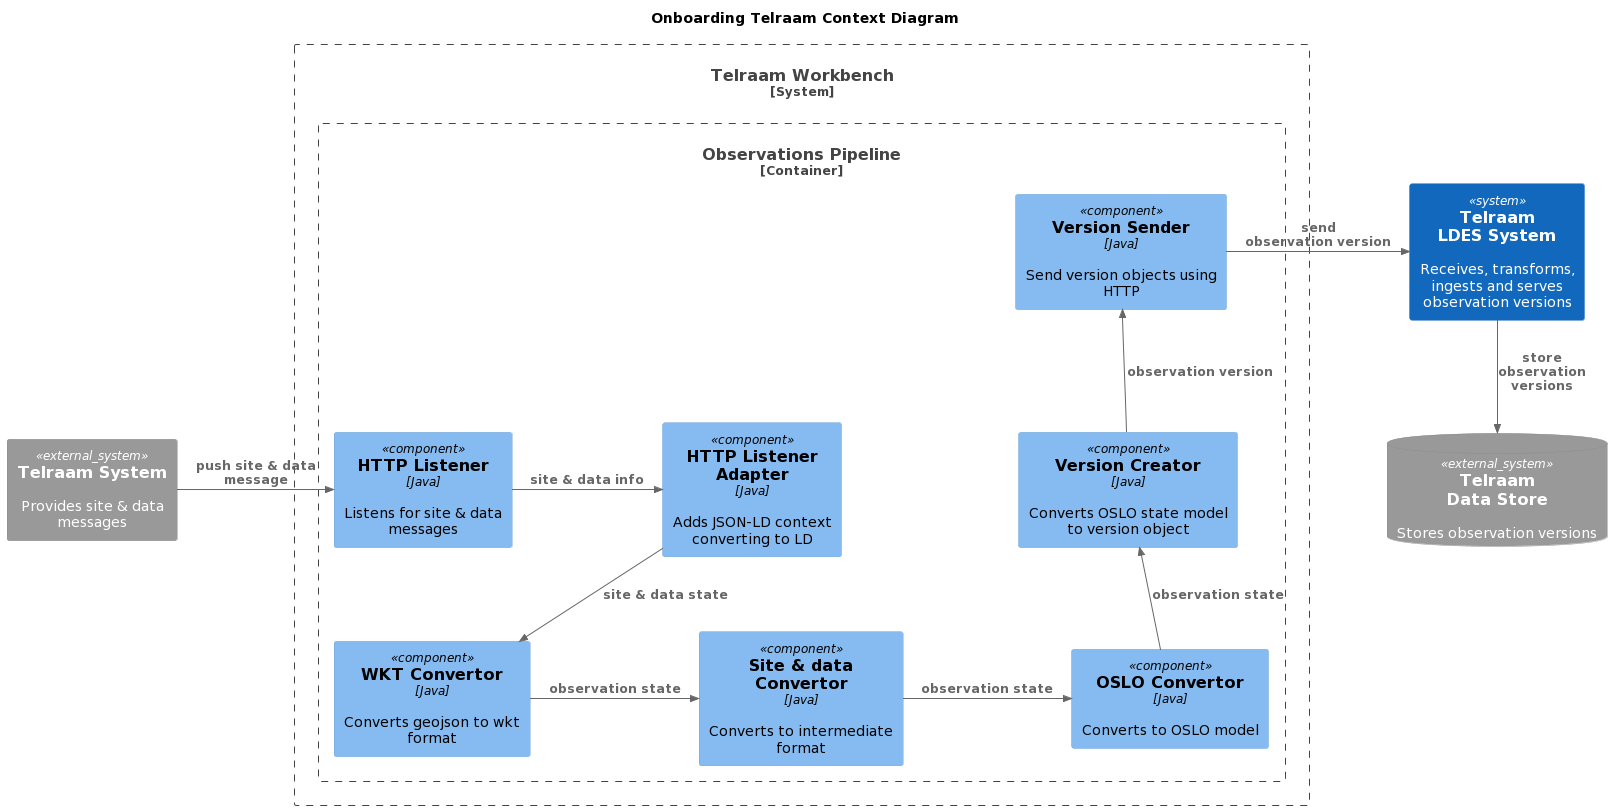 Onboarding Telraam Context Diagram
Telraam Workbench
[System]
Observations Pipeline
[Container]
«component»
Version Sender
[Java]
Send version objects using
HTTP
send
observation version
«system»
Telraam
LDES System
Receives, transforms,
ingests and serves
observation versions
observation version
store
observation
versions
«external_system»
Telraam System
Provides site & data
messages
push site & data
message
«component»
HTTP Listener
[Java]
Listens for site & data
messages
site & data info
«component»
HTTP Listener
Adapter
[Java]
Adds JSON-LD context
converting to LD
«component»
Version Creator
[Java]
Converts OSLO state model
to version object
«external_system»
Telraam
Data Store
Stores observation versions
site & data state
observation state
«component»
WKT Convertor
[Java]
Converts geojson to wkt
format
observation state
«component»
Site & data
Convertor
[Java]
Converts to intermediate
format
observation state
«component»
OSLO Convertor
[Java]
Converts to OSLO model